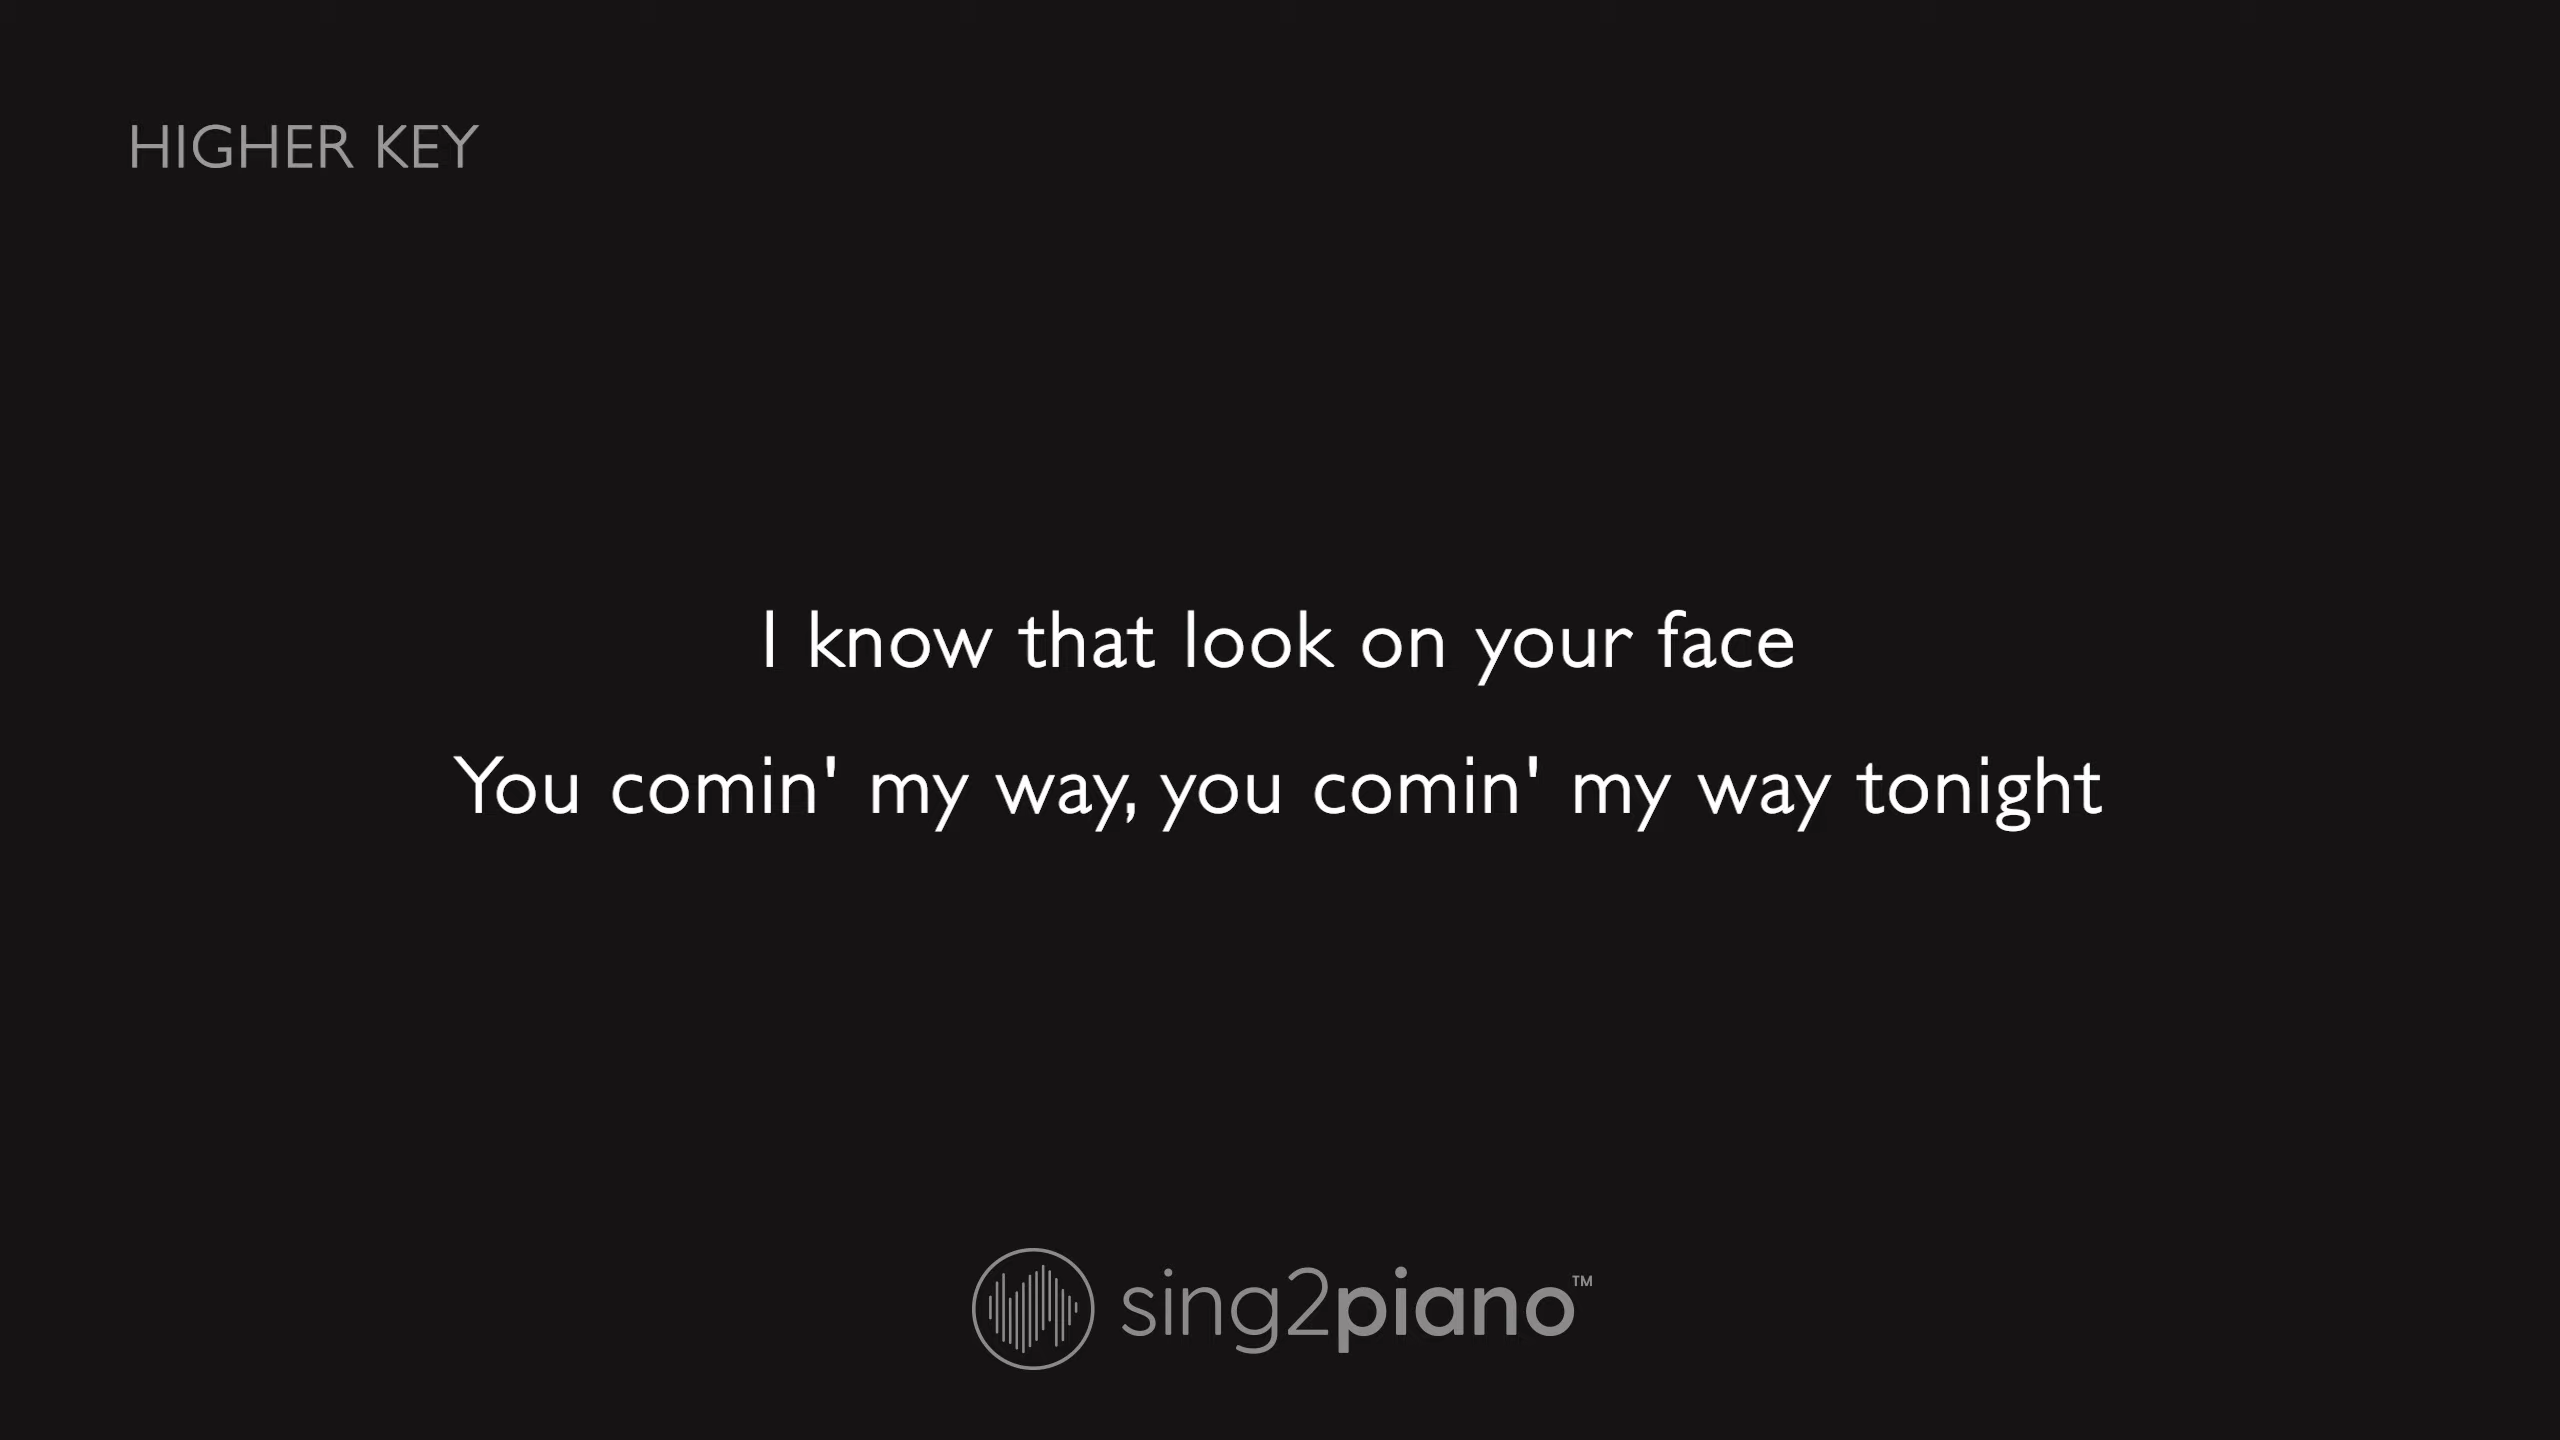 HIGHER KEY
I know that look on your face
You comin' my way, you comin' my way tonight
sing2piano™